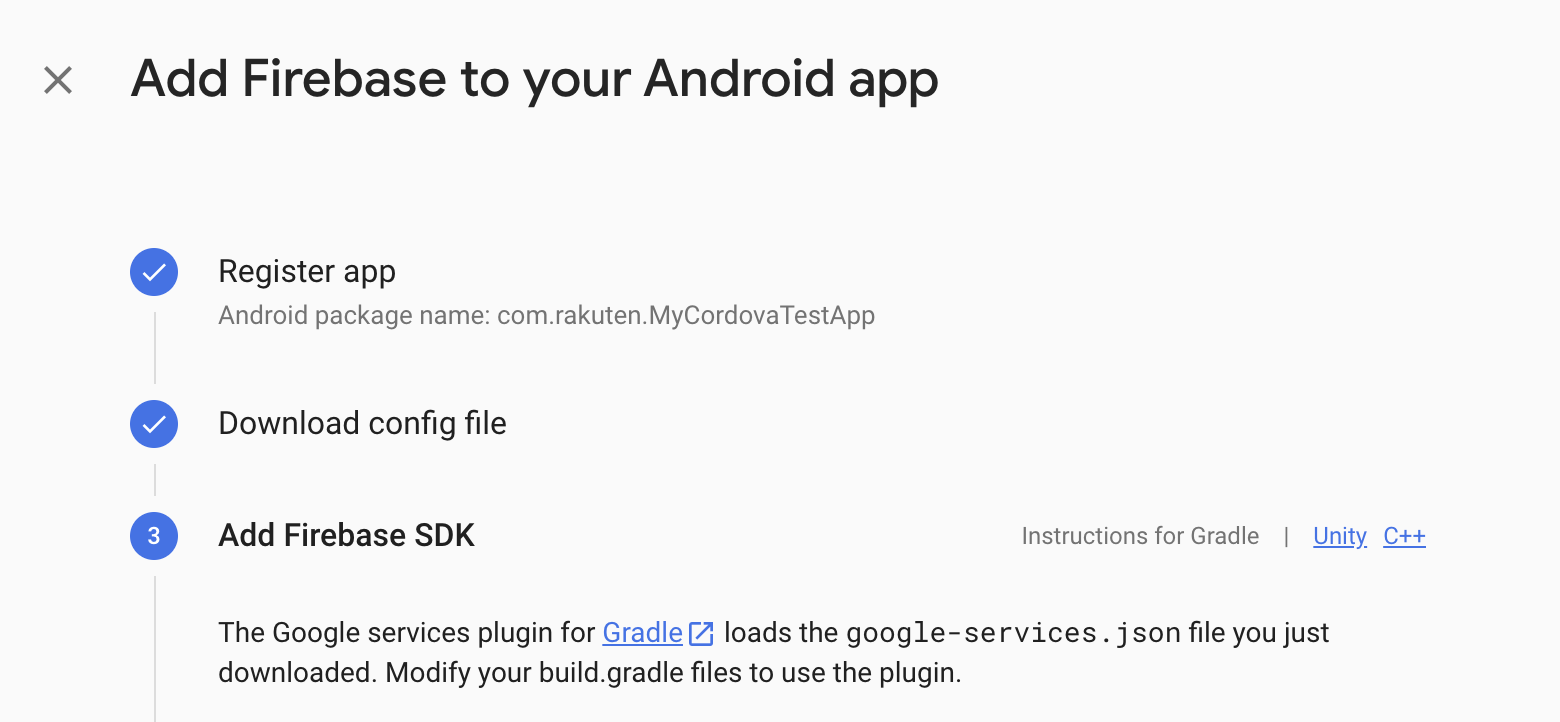 Add Firebase to your Android app
Register app
Android package name: com.rakuten.MyCordovaTestApp
Download config file
3
Add Firebase SDK
Instructions for Gradle | Unity C++
The Google services plugin for Gradle loads the google-services.json file you just
downloaded. Modify your build.gradle files to use the plugin.